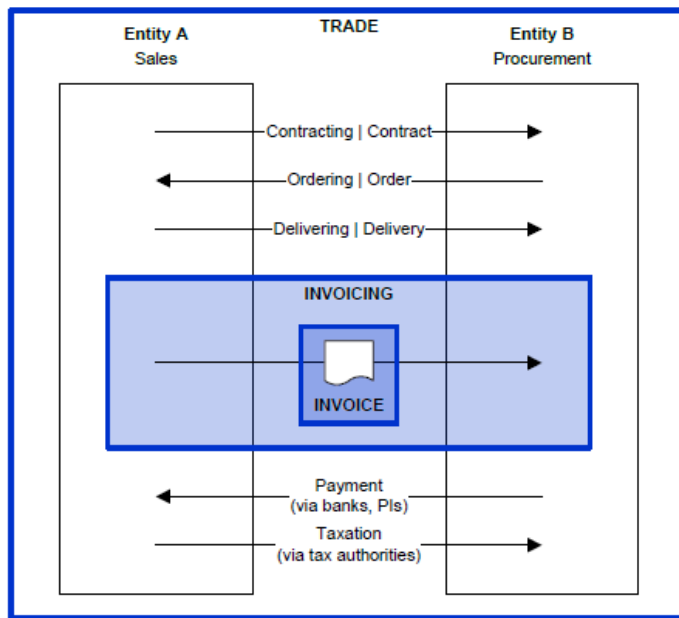 TRADE
Entity A
Sales
Entity B
Procurement
Contracting | Contract
Ordering | Order
Delivering | Delivery
INVOICING
INVOICE
Payment
(via banks, PIs)
Taxation
(via tax authorities)